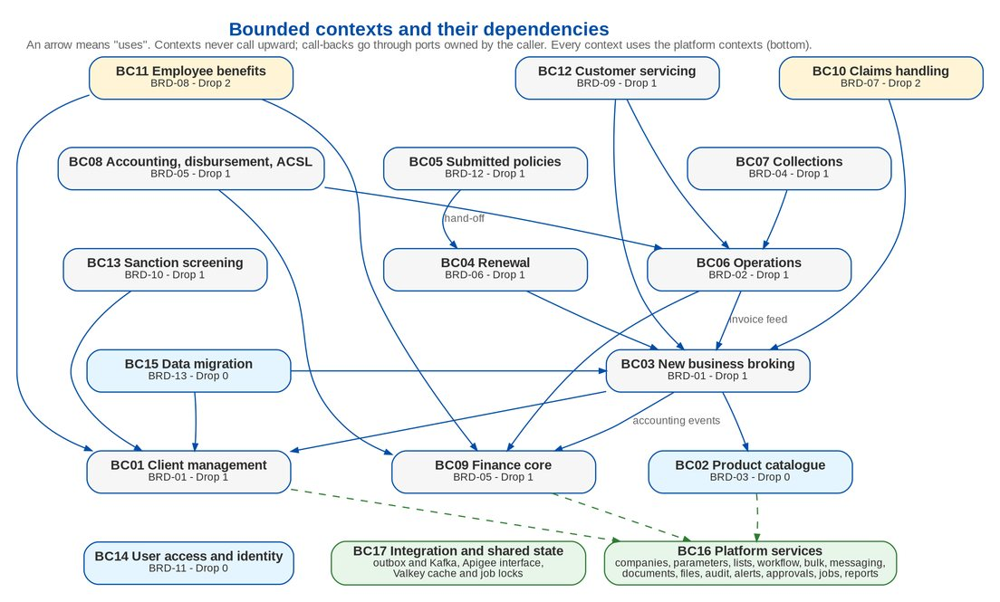 Bounded contexts and their dependencies
An arrow means "uses". Contexts never call upward; call-backs go through ports owned by the caller. Every context uses the platform contexts (bottom).
BC11 Employee benefits
BRD-08 - Drop 2
BC12 Customer servicing
BRD-09 - Drop 1
BC10 Claims handling
BRD-07 - Drop 2
BC08 Accounting, disbursement, ACSL
BRD-05 - Drop 1
BC05 Submitted policies
BRD-12 - Drop 1
BC07 Collections
BRD-04 - Drop 1
hand-off
BC13 Sanction screening
BRD-10 - Drop 1
BC04 Renewal
BRD-06 - Drop 1
BC06 Operations
BRD-02 - Drop 1
invoice feed
BC15 Data migration
BRD-13 - Drop 0
BC03 New business broking
BRD-01 - Drop 1
accounting events
BC01 Client management
BRD-01 - Drop 1
BC09 Finance core
BRD-05 - Drop 1
BC02 Product catalogue
BRD-03 - Drop 0
BC14 User access and identity
BRD-11 - Drop 0
BC17 Integration and shared state
outbox and Kafka, Apigee interface,
Valkey cache and job locks
BC16 Platform services
companies, parameters, lists, workflow, bulk, messaging,
documents, files, audit, alerts, approvals, jobs, reports